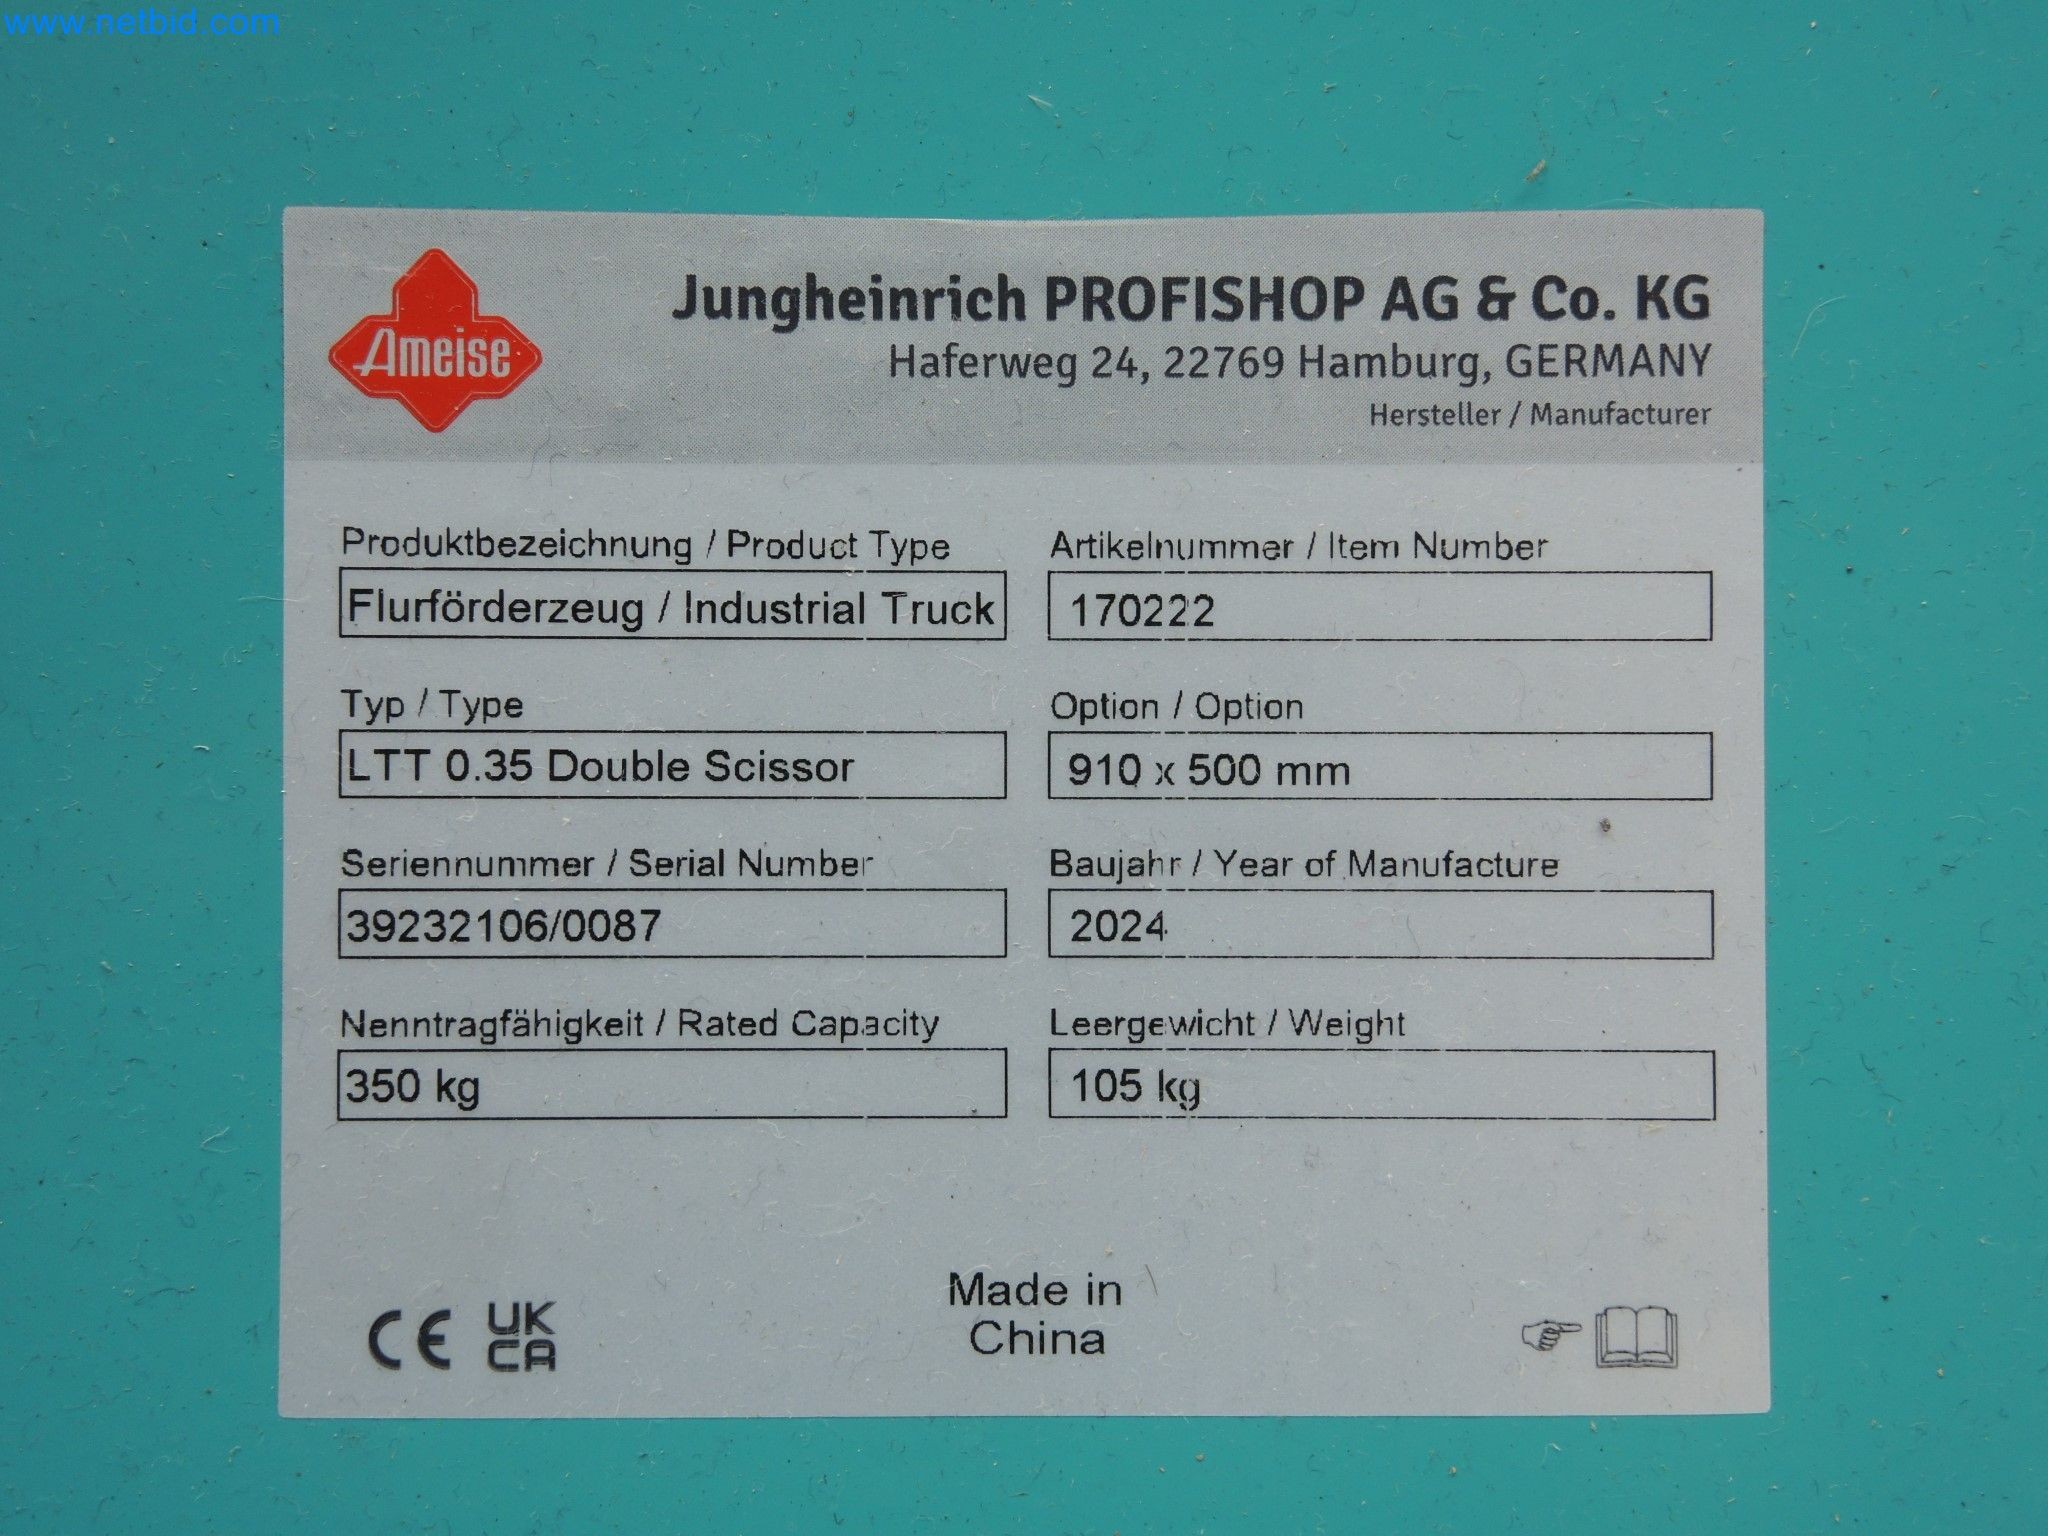 www.netbid.com
Ameise
Jungheinrich PROFISHOP AG & Co. KG
Haferweg 24, 22769 Hamburg, GERMANY
Hersteller / Manufacturer
Produktbezeichnung / Product Type
Flurförderzeug / Industrial Truck
Artikelnummer / Item Number
170222
Typ / Type
LTT 0.35 Double Scissor
Option / Option
910 x 500 mm
Seriennummer / Serial Number
39232106/0087
Baujahr / Year of Manufacture
2024
Nenntragfähigkeit / Rated Capacity
350 kg
Leergewicht / Weight
105 kg
CE
UK
CA
Made in
China